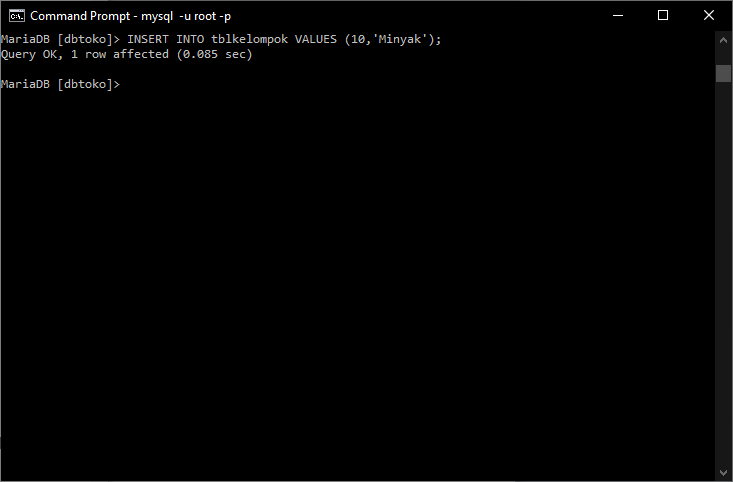 Command Prompt - mysql  -u root -p
MariaDB [dbtoko]> INSERT INTO tblkelompok VALUES (10,'Minyak');
Query OK, 1 row affected (0.085 sec)
MariaDB [dbtoko]>